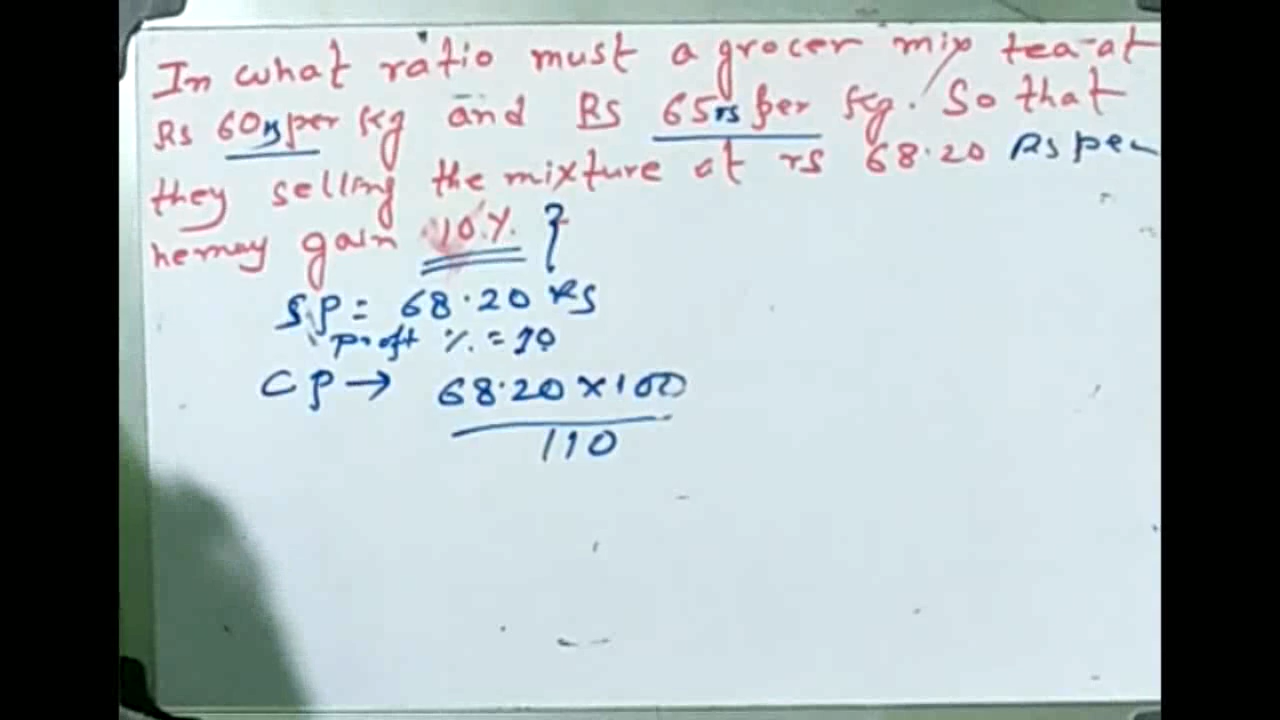 In what ratio must a grocer mix tea at
Rs 60rs per kg and Rs 65rs per kg. So that
they selling the mixture at rs 68.20 Rs per
he may gain 10%. }
SP = 68.20 RS
profit %. = 10
CP → 68.20 × 100
110